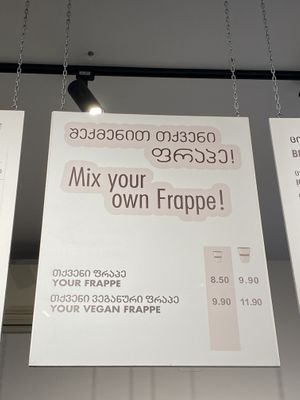 შექმენით თქვენი
ფრაპე!
Mix your
own Frappe!
თქვენი ფრაპე
YOUR FRAPPE 8.50 9.90
თქვენი ვეგანური ფრაპე
YOUR VEGAN FRAPPE 9.90 11.90